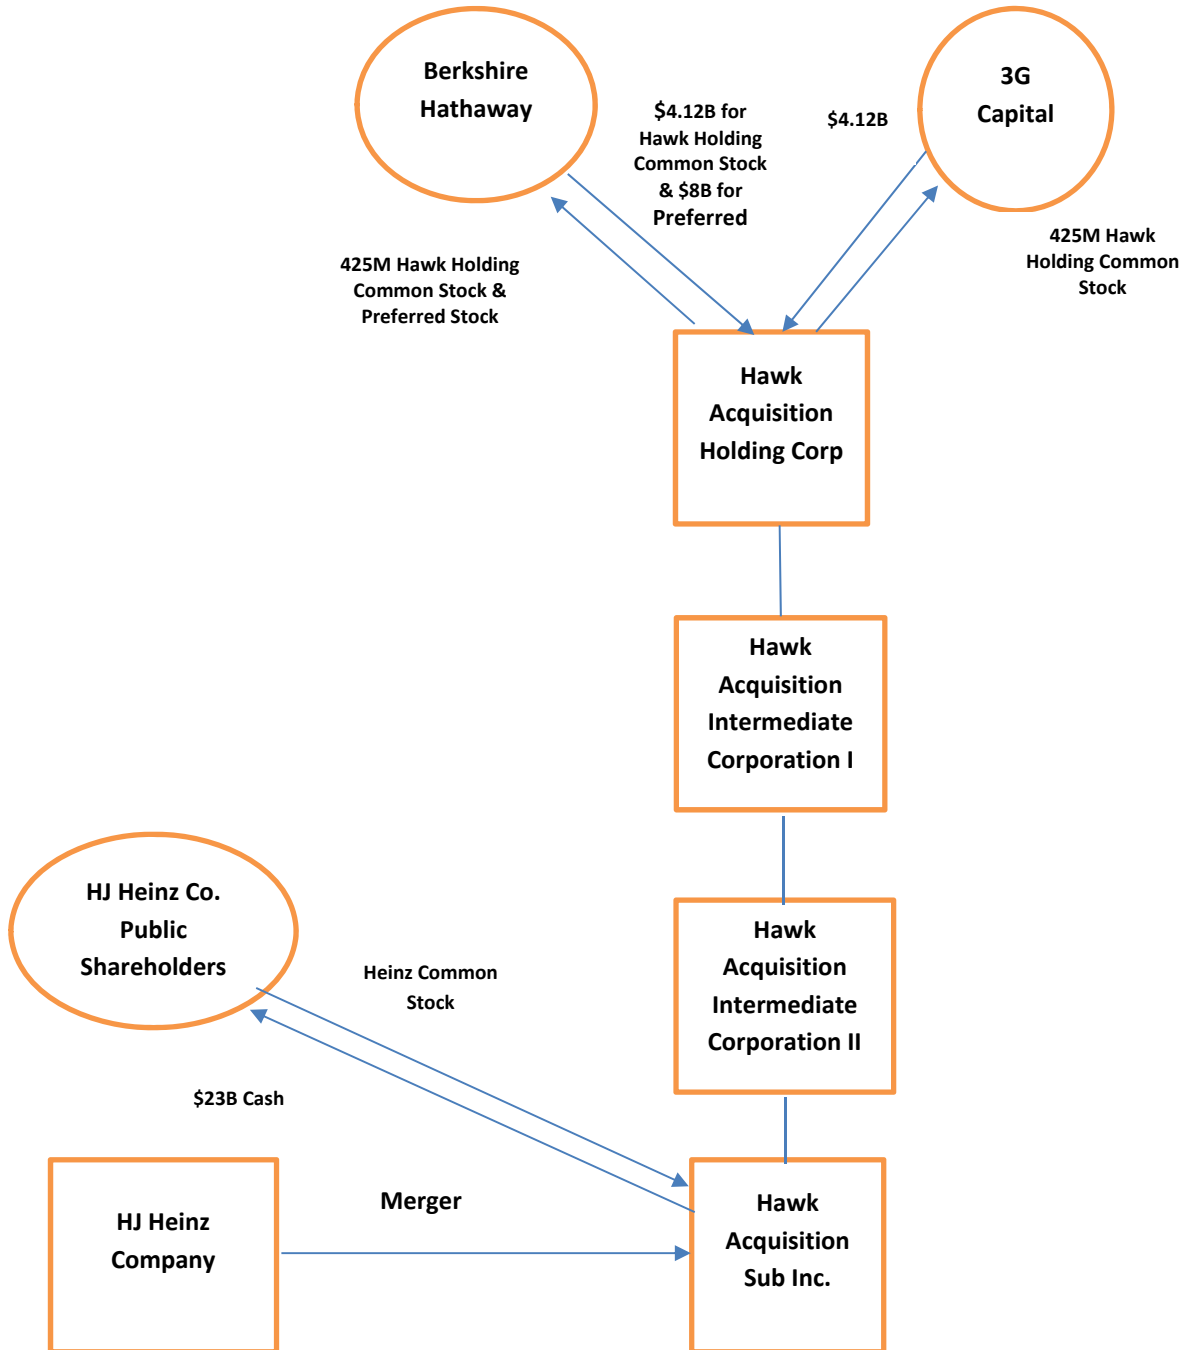 Berkshire
Hathaway
$4.12B for
Hawk Holding
Common Stock
& $8B for
Preferred
$4.12B
3G
Capital
425M Hawk Holding
Common Stock &
Preferred Stock
425M Hawk
Holding Common
Stock
Hawk
Acquisition
Holding Corp
Hawk
Acquisition
Intermediate
Corporation I
HJ Heinz Co.
Public
Shareholders
Heinz Common
Stock
Hawk
Acquisition
Intermediate
Corporation II
$23B Cash
HJ Heinz
Company
Merger
Hawk
Acquisition
Sub Inc.